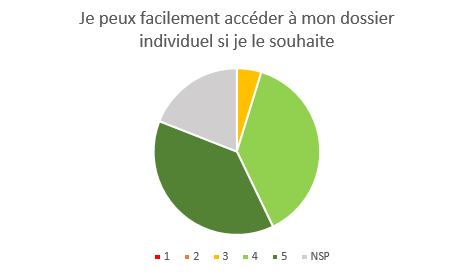 Je peux facilement accéder à mon dossier
individuel si je le souhaite
1 2 3 4 5 NSP